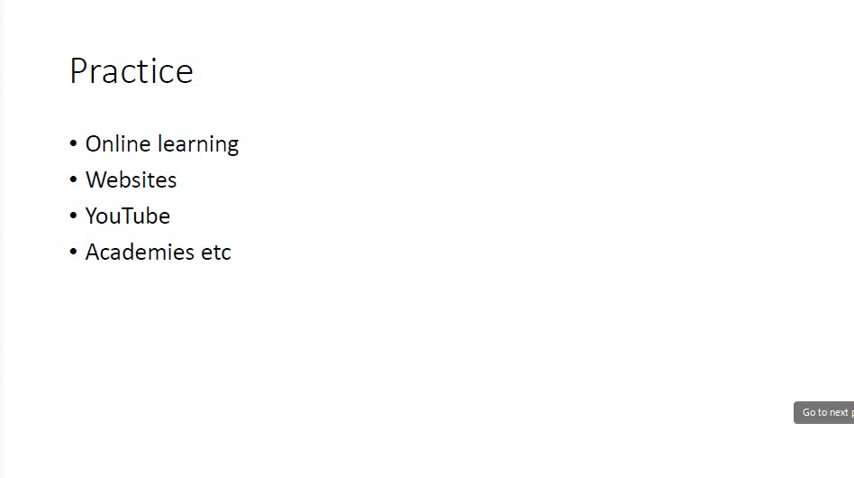 Practice
• Online learning
• Websites
• YouTube
• Academies etc
Go to next p